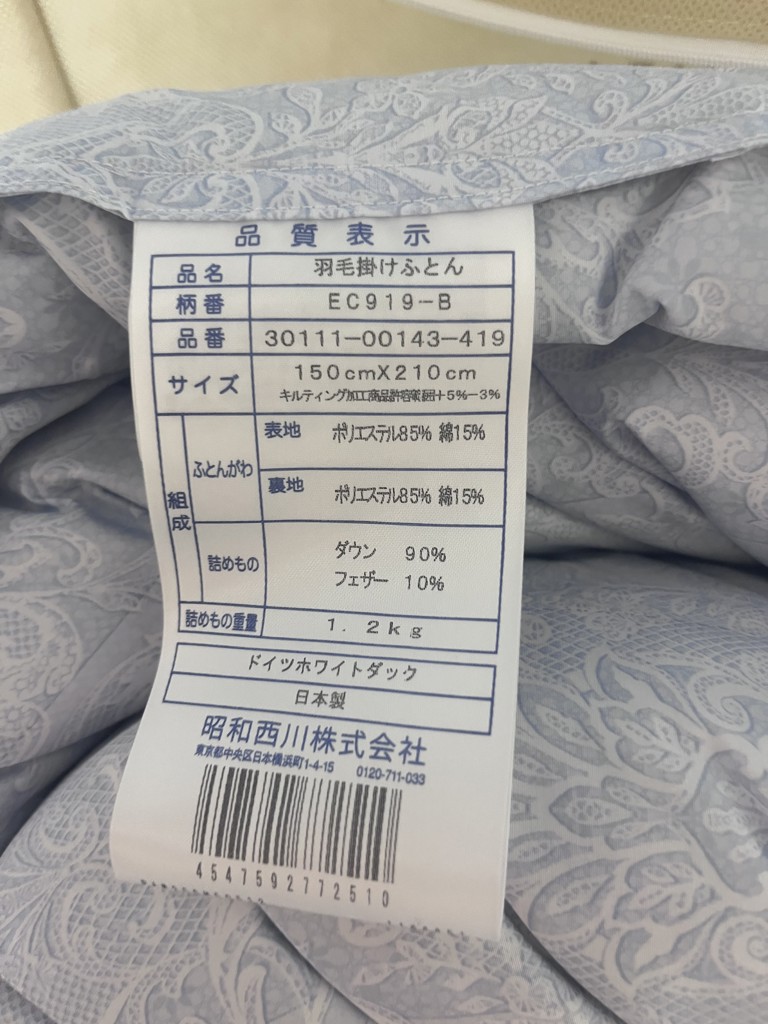 品質表示
品名 羽毛掛けふとん
柄番 EC919-B
品番 30111-00143-419
サイズ 150cmX210cm
キルティング加工商品許容範囲+5%-3%
組成 ふとんがわ 表地 ポリエステル85% 綿15%
裏地 ポリエステル85% 綿15%
詰めもの ダウン 90%
フェザー 10%
詰めもの重量 1.2kg
ドイツホワイトダック
日本製
昭和西川株式会社
東京都中央区日本橋浜町1-4-15 0120-711-033
4547592772510